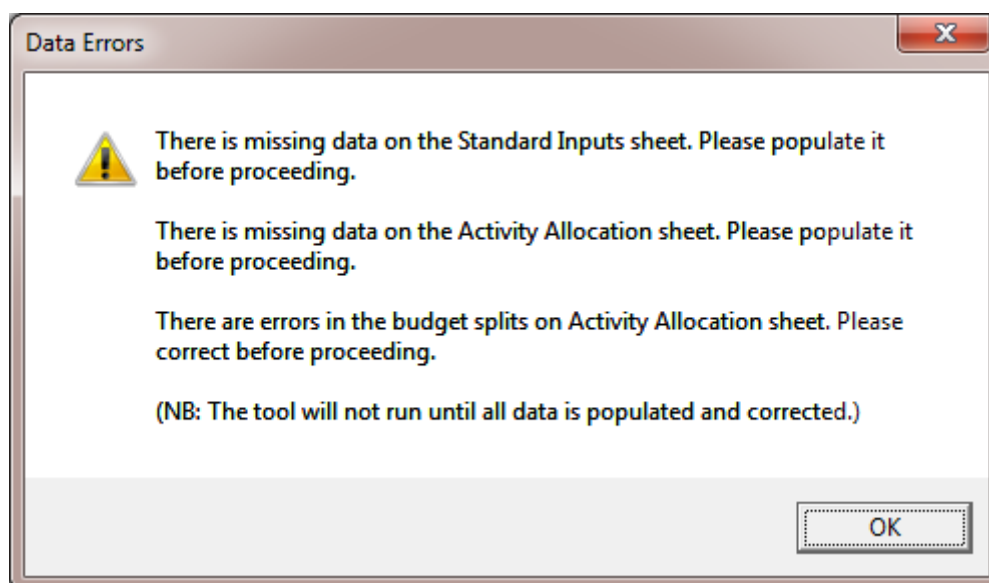 Data Errors
There is missing data on the Standard Inputs sheet. Please populate it
before proceeding.
There is missing data on the Activity Allocation sheet. Please populate it
before proceeding.
There are errors in the budget splits on Activity Allocation sheet. Please
correct before proceeding.
(NB: The tool will not run until all data is populated and corrected.)
OK